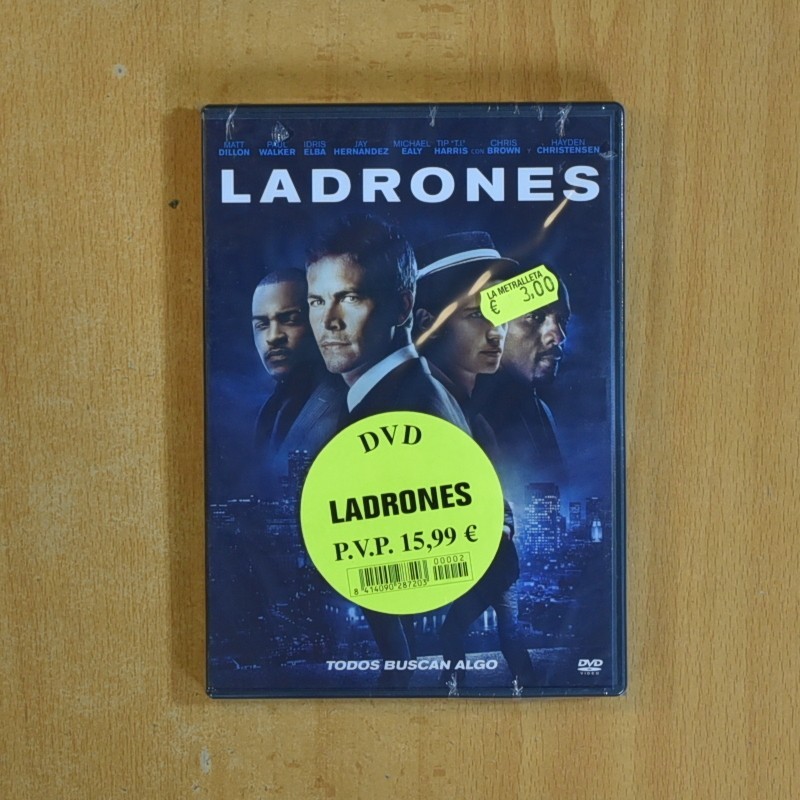 MATT DILLON PAUL WALKER IDRIS ELBA JAY HERNANDEZ MICHAEL EALY TIP "T.I." HARRIS CON CHRIS BROWN Y HAYDEN CHRISTENSEN
LADRONES
LA METRALLETA
€ 3,00
DVD
LADRONES
P.V.P. 15,99 €
00002
8 414090 287203
TODOS BUSCAN ALGO
DVD
VIDEO